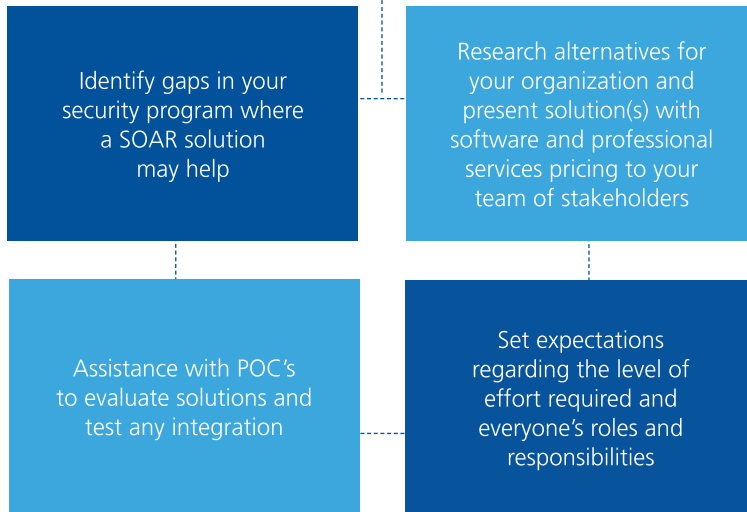 Identify gaps in your
security program where
a SOAR solution
may help
Research alternatives for
your organization and
present solution(s) with
software and professional
services pricing to your
team of stakeholders
Assistance with POC’s
to evaluate solutions and
test any integration
Set expectations
regarding the level of
effort required and
everyone’s roles and
responsibilities